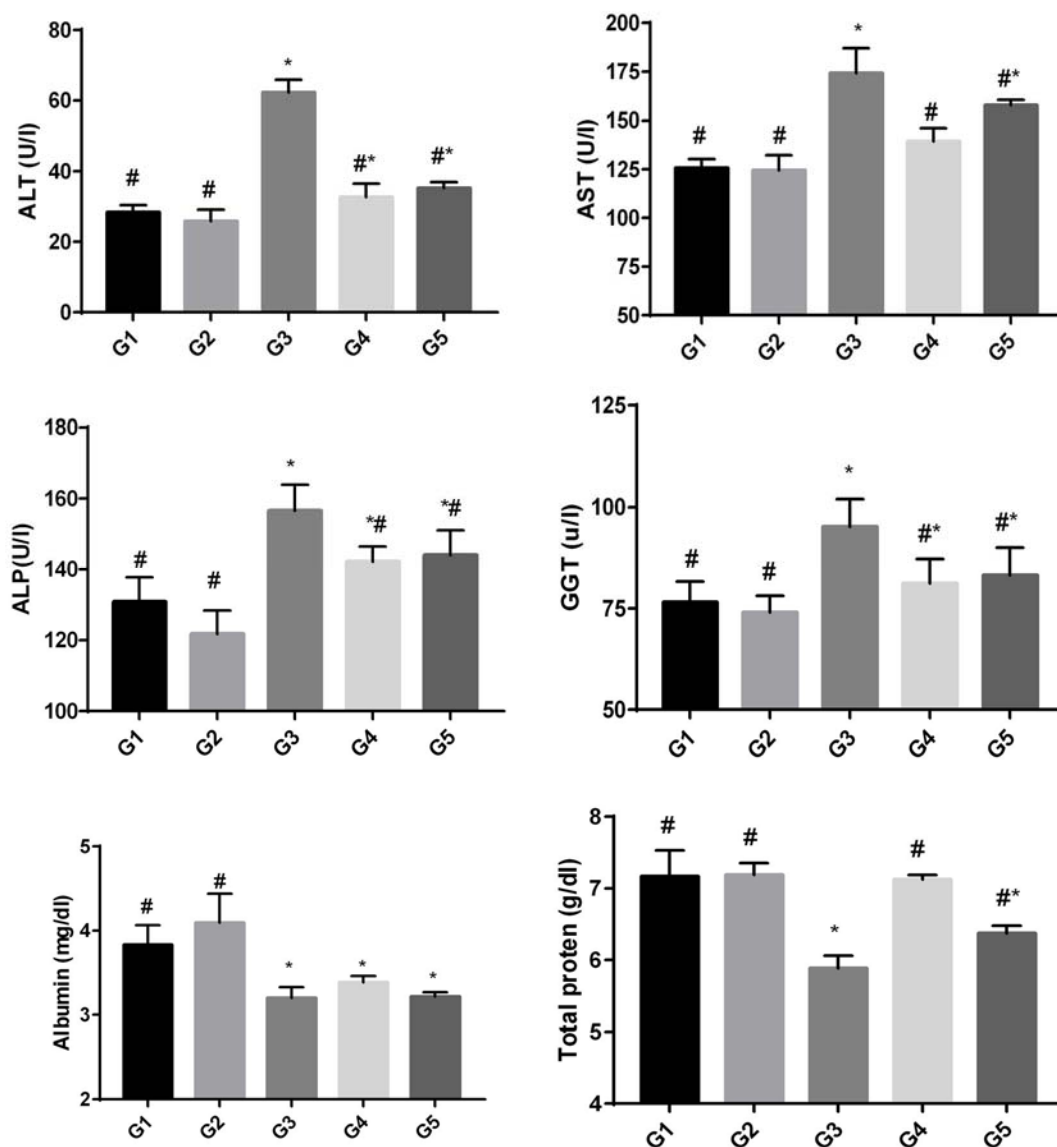 ALT (U/l)
80
60
40
20
0
# # * #* #*
G1 G2 G3 G4 G5
AST (U/l)
200
175
150
125
100
75
50
# # * # #*
G1 G2 G3 G4 G5
ALP(U/l)
180
160
140
120
100
# # * *# *#
G1 G2 G3 G4 G5
GGT (u/l)
125
100
75
50
# # * #* #*
G1 G2 G3 G4 G5
Albumin (mg/dl)
5
4
3
2
# # * * *
G1 G2 G3 G4 G5
Total proten (g/dl)
8
7
6
5
4
# # * # #*
G1 G2 G3 G4 G5